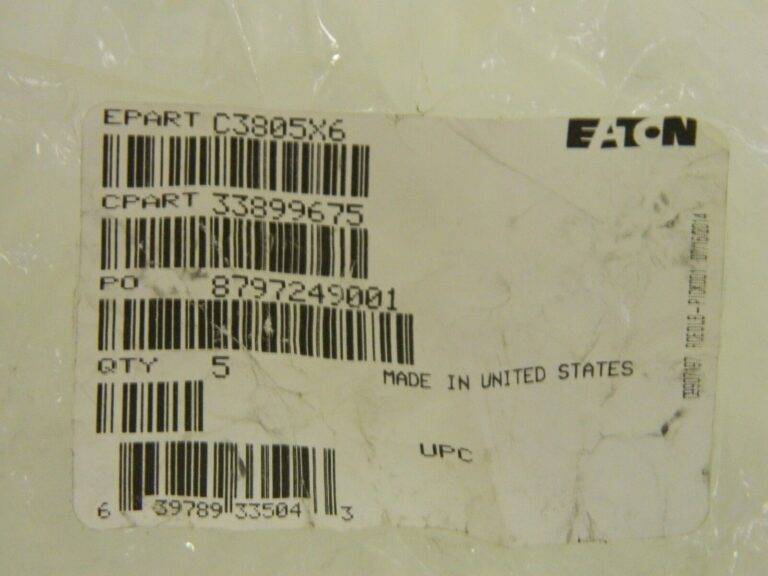 EPART C3805X6
EATON
CPART 33899675
PO 8797249001
QTY 5
MADE IN UNITED STATES
UPC
6 39789 33504 3